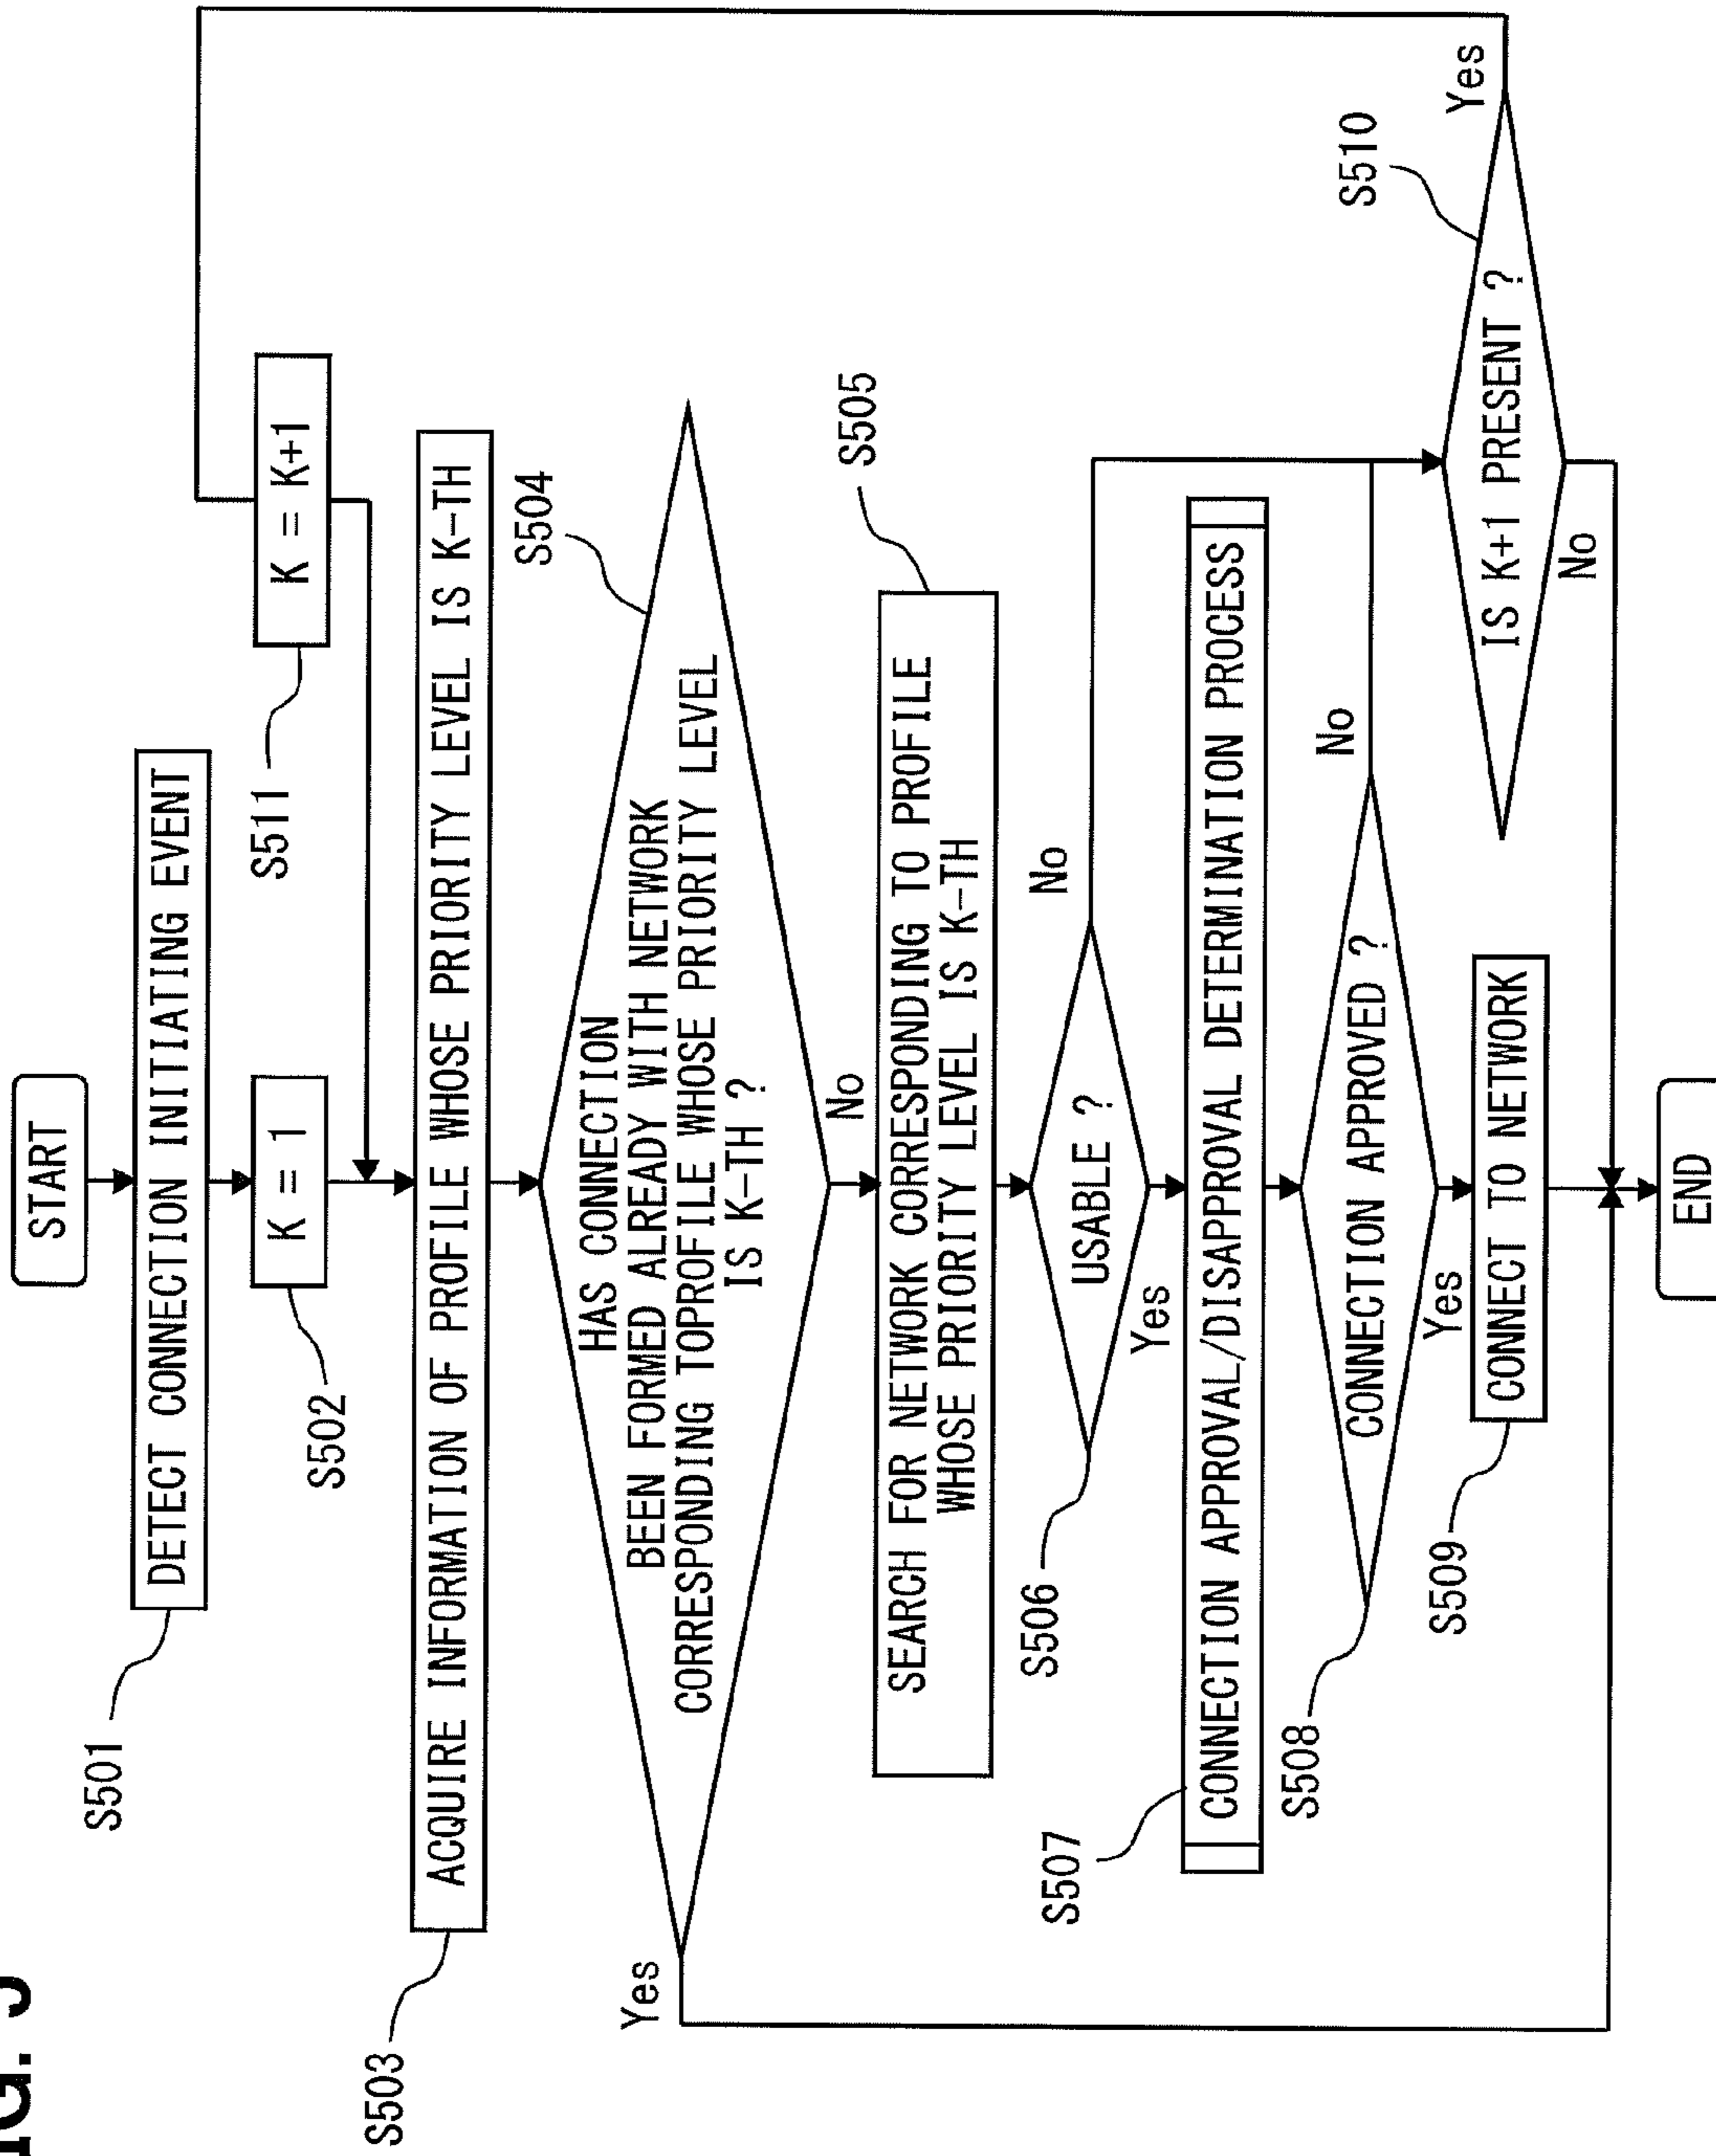 FIG. 5
START
S501
DETECT CONNECTION INITIATING EVENT
S502
K = 1
S511
K = K+1
S503
ACQUIRE INFORMATION OF PROFILE WHOSE PRIORITY LEVEL IS K-TH
S504
HAS CONNECTION
BEEN FORMED ALREADY WITH NETWORK
CORRESPONDING TOPROFILE WHOSE PRIORITY LEVEL
IS K-TH ?
Yes
No
S505
SEARCH FOR NETWORK CORRESPONDING TO PROFILE
WHOSE PRIORITY LEVEL IS K-TH
S506
USABLE ?
No
Yes
S507
CONNECTION APPROVAL/DISAPPROVAL DETERMINATION PROCESS
S508
CONNECTION APPROVED ?
No
Yes
S509
CONNECT TO NETWORK
S510
IS K+1 PRESENT ?
Yes
No
END